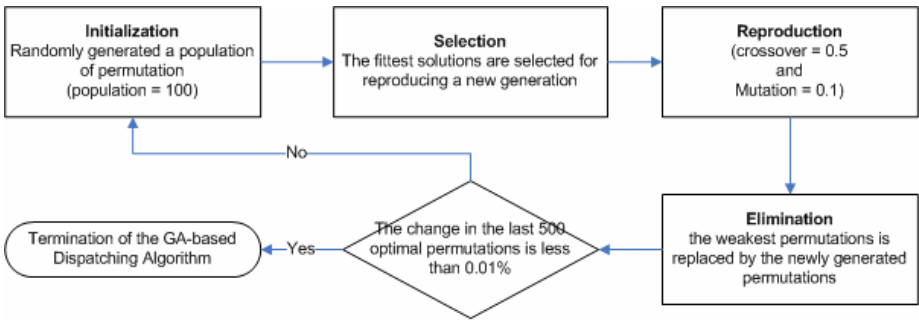 Initialization
Randomly generated a
population
of permutation
(population = 100)
Selection
The fittest solutions are selected for
reproducing a new generation
Reproduction
(crossover = 0.5
and
Mutation = 0.1)
Elimination
the weakest permutations is
replaced by the newly generated
permutations
The change in the last 500
optimal permutations is less
than 0.01%
No
Yes
Termination of the GA-based
Dispatching Algorithm